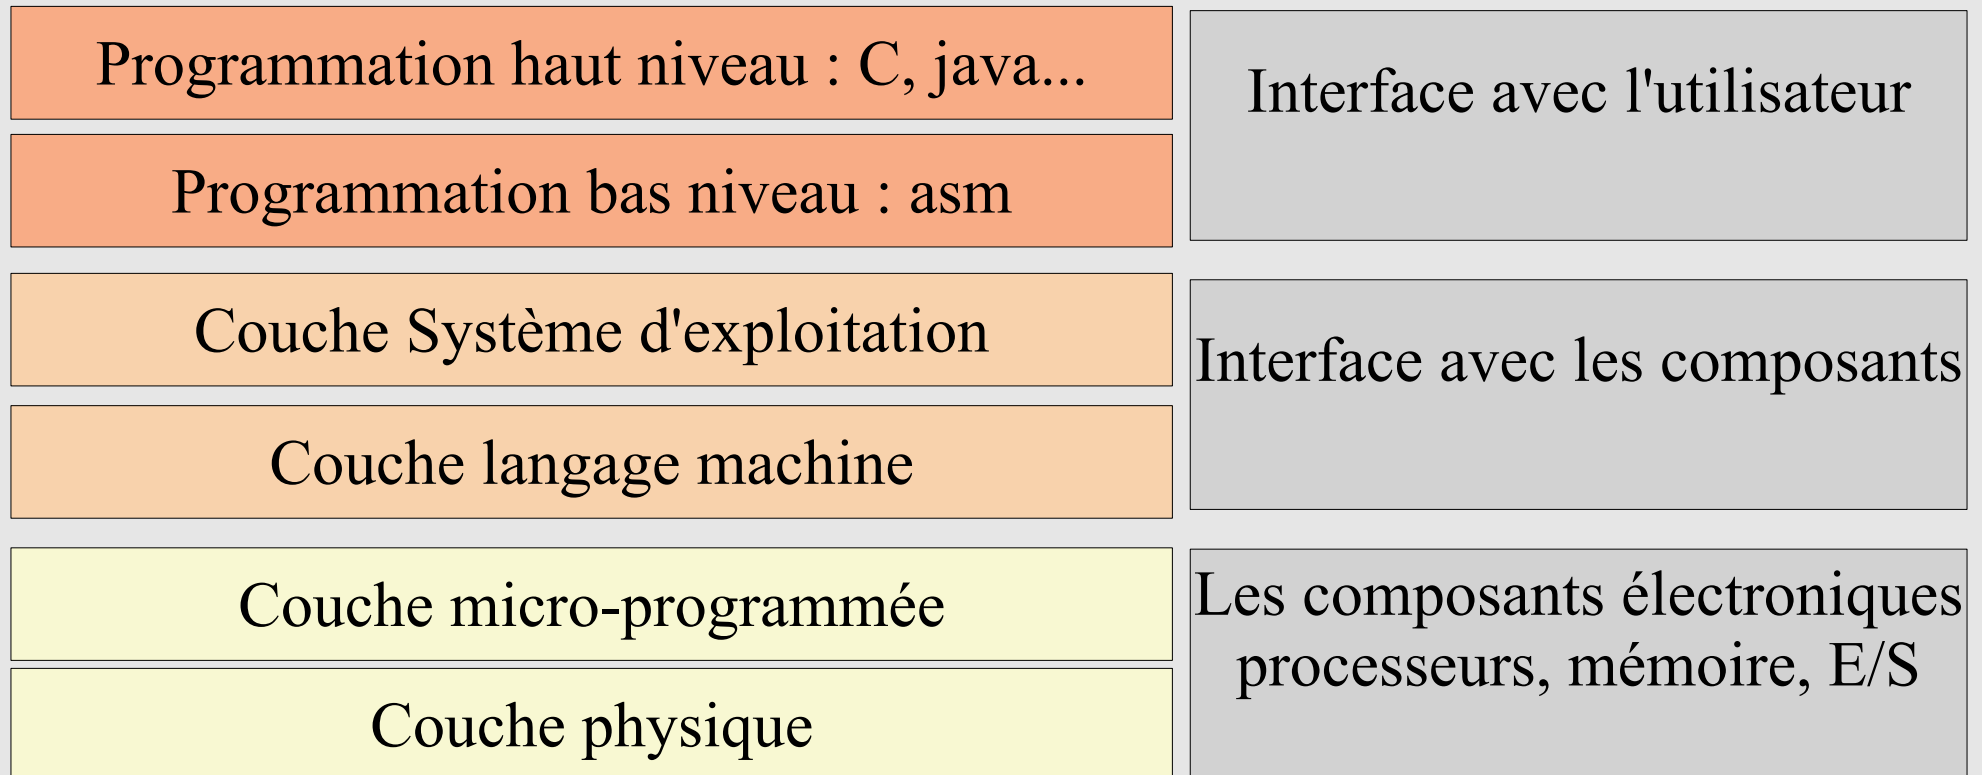 Programmation haut niveau : C, java...
Programmation bas niveau : asm
Interface avec l'utilisateur
Couche Système d'exploitation
Couche langage machine
Interface avec les composants
Couche micro-programmée
Couche physique
Les composants électroniques
processeurs, mémoire, E/S